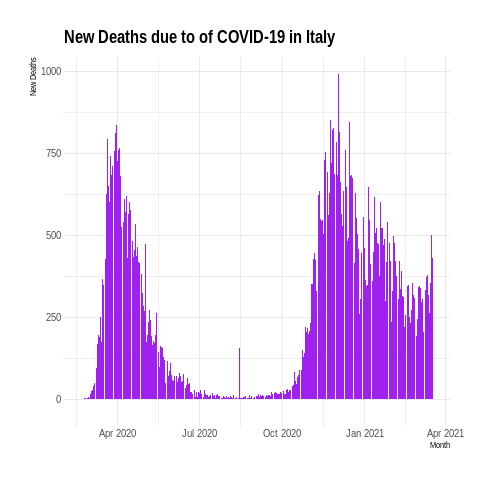 New Deaths due to of COVID-19 in Italy
New Deaths
1000
750
500
250
0
Apr 2020 Jul 2020 Oct 2020 Jan 2021 Apr 2021
Month